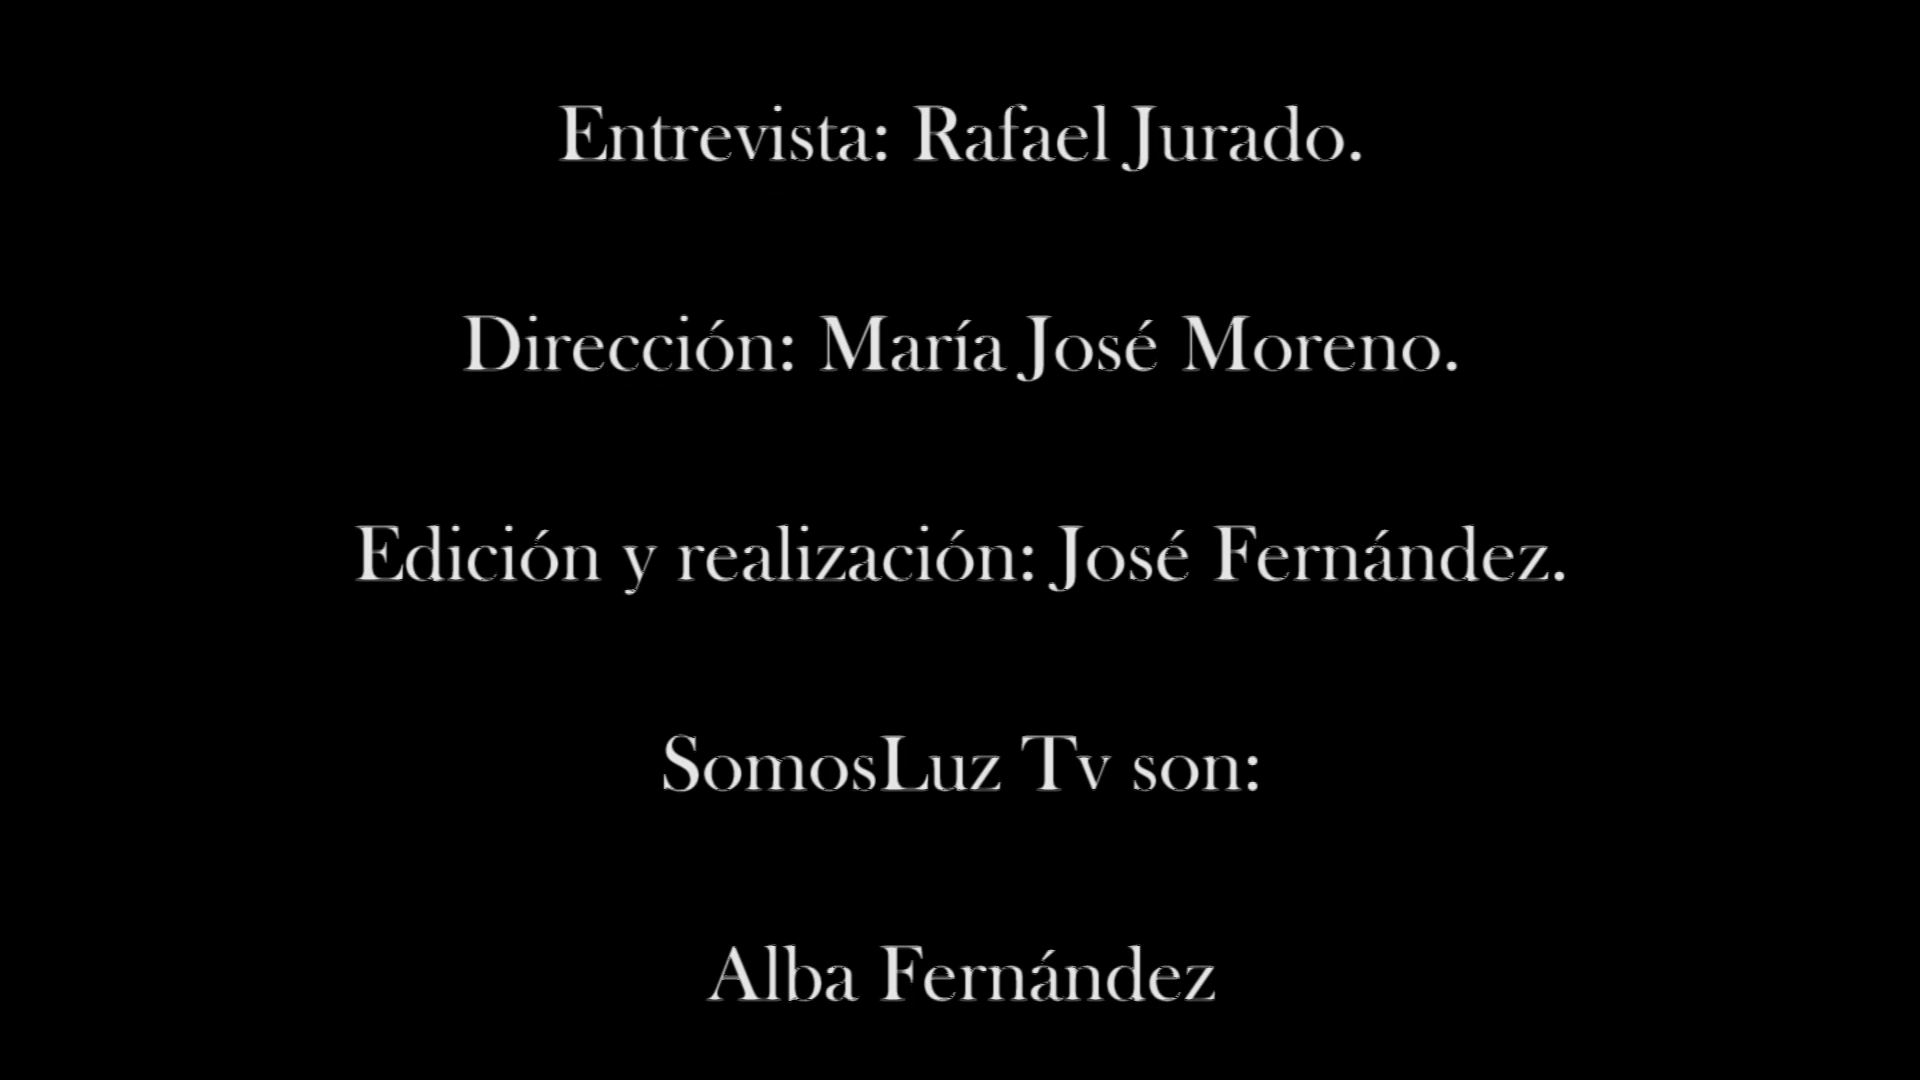 Entrevista: Rafael Jurado.
Dirección: María José Moreno.
Edición y realización: José Fernández.
SomosLuz Tv son:
Alba Fernández